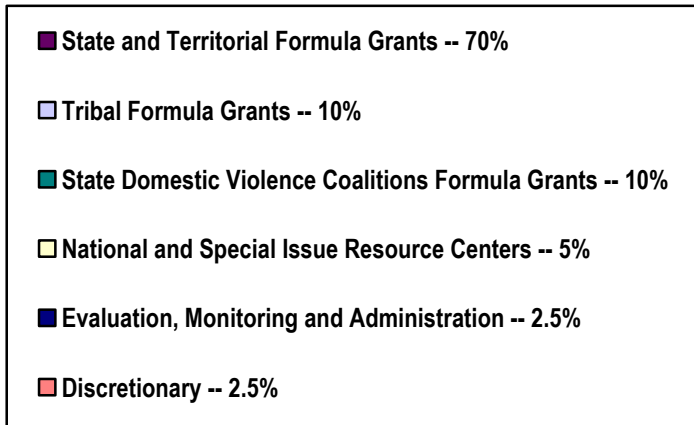 State and Territorial Formula Grants -- 70%
Tribal Formula Grants -- 10%
State Domestic Violence Coalitions Formula Grants -- 10%
National and Special Issue Resource Centers -- 5%
Evaluation, Monitoring and Administration -- 2.5%
Discretionary -- 2.5%